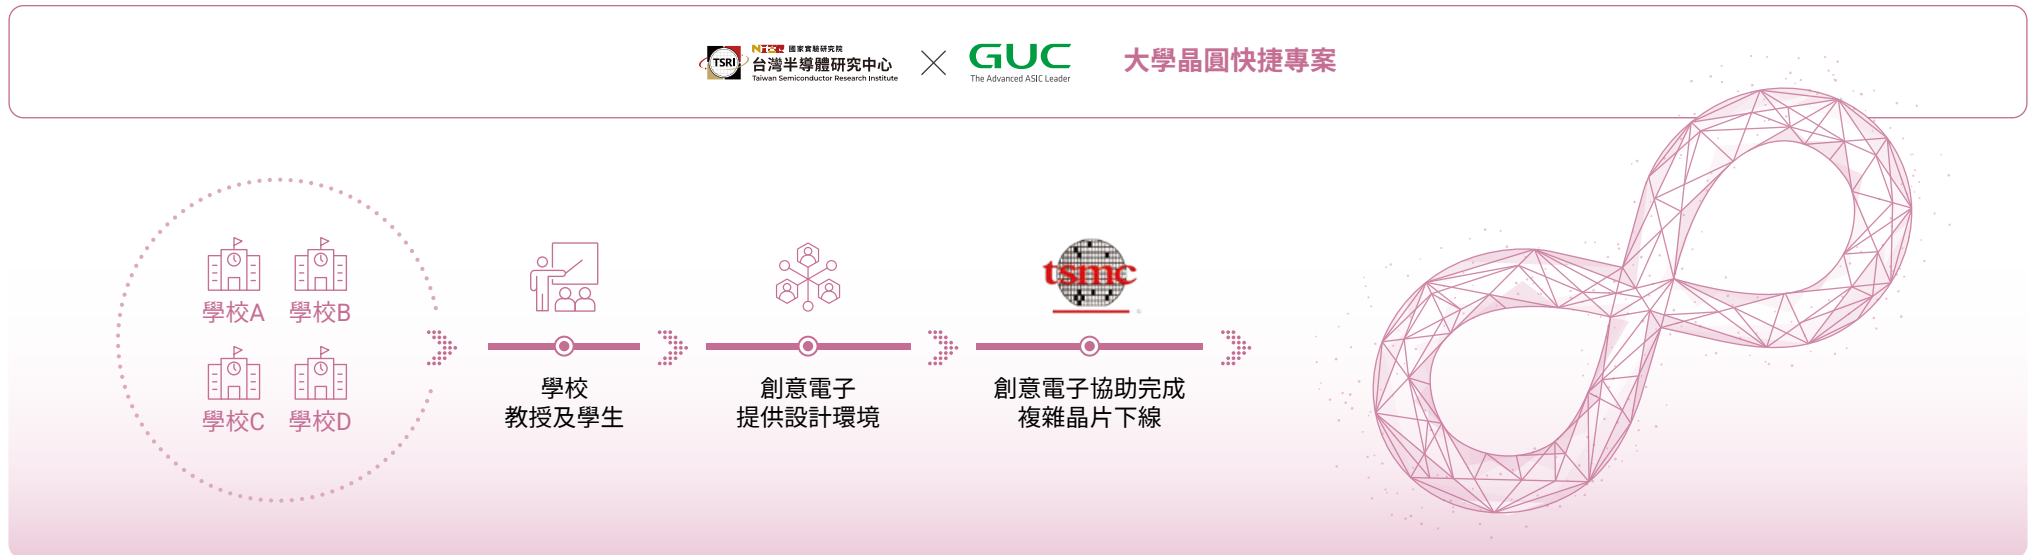 TSRI
NIAR 國家實驗研究院
台灣半導體研究中心
Taiwan Semiconductor Research Institute
GUC
The Advanced ASIC Leader
大學晶圓快捷專案
學校A
學校B
學校C
學校D
學校
教授及學生
創意電子
提供設計環境
tsmc
創意電子協助完成
複雜晶片下線